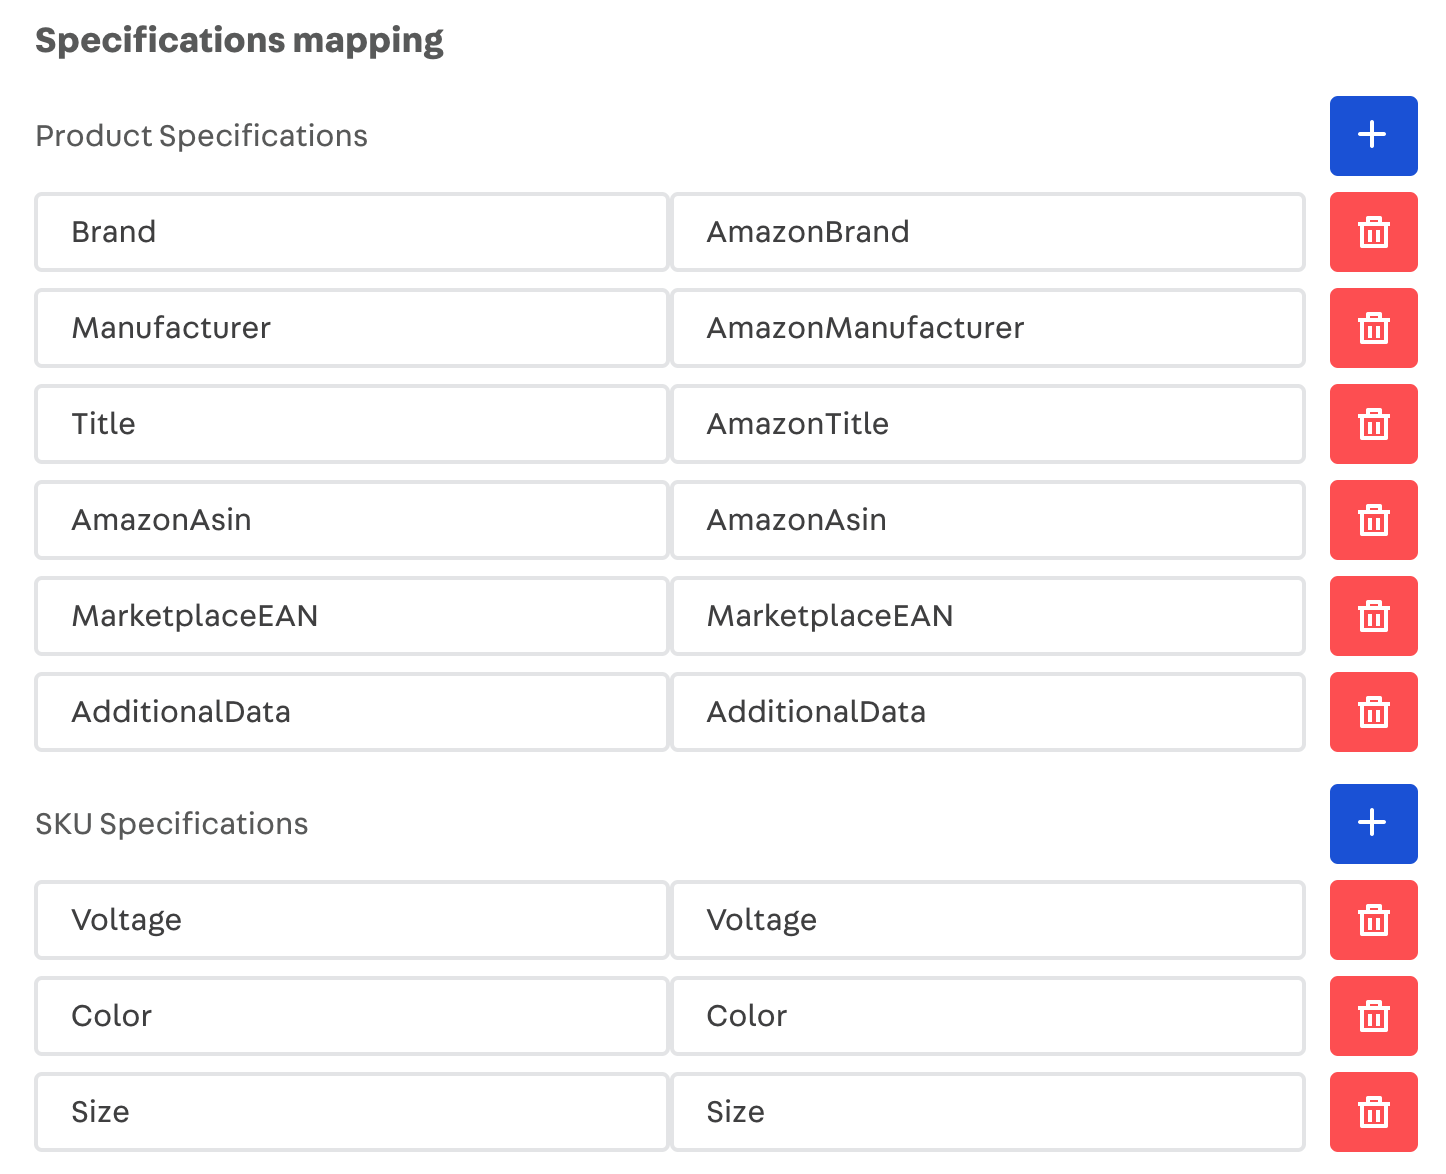 Specifications mapping
Product Specifications
Brand AmazonBrand
Manufacturer AmazonManufacturer
Title AmazonTitle
AmazonAsin AmazonAsin
MarketplaceEAN MarketplaceEAN
AdditionalData AdditionalData
SKU Specifications
Voltage Voltage
Color Color
Size Size